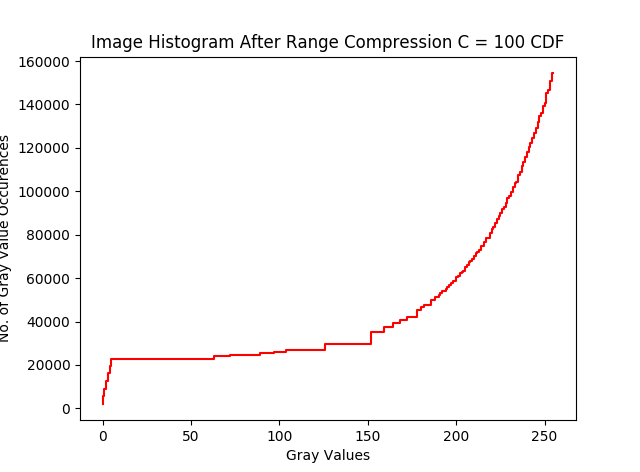 Image Histogram After Range Compression C = 100 CDF
160000
140000
120000
100000
80000
60000
40000
20000
0
No. of Gray Value Occurences
0 50 100 150 200 250
Gray Values